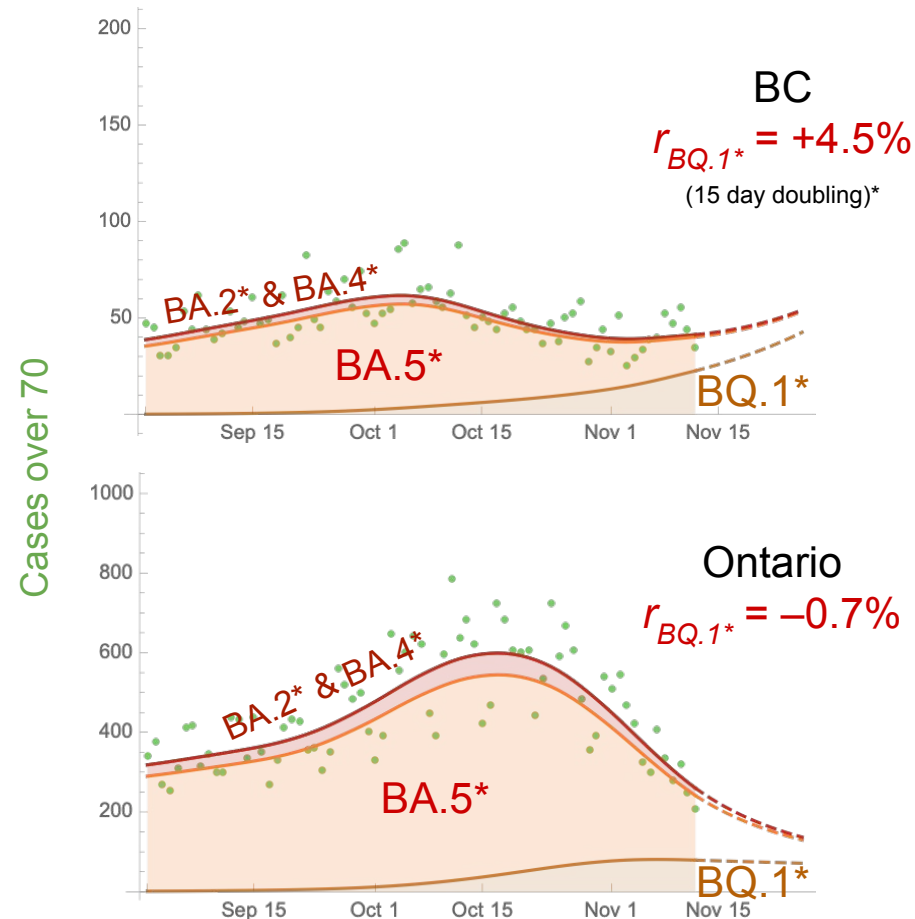 Cases over 70
200
150
100
50
BC
r_BQ.1* = +4.5%
(15 day doubling)*
BA.2* & BA.4*
BA.5*
BQ.1*
Sep 15 Oct 1 Oct 15 Nov 1 Nov 15
1000
800
600
400
200
Ontario
r_BQ.1* = –0.7%
BA.2* & BA.4*
BA.5*
BQ.1*
Sep 15 Oct 1 Oct 15 Nov 1 Nov 15